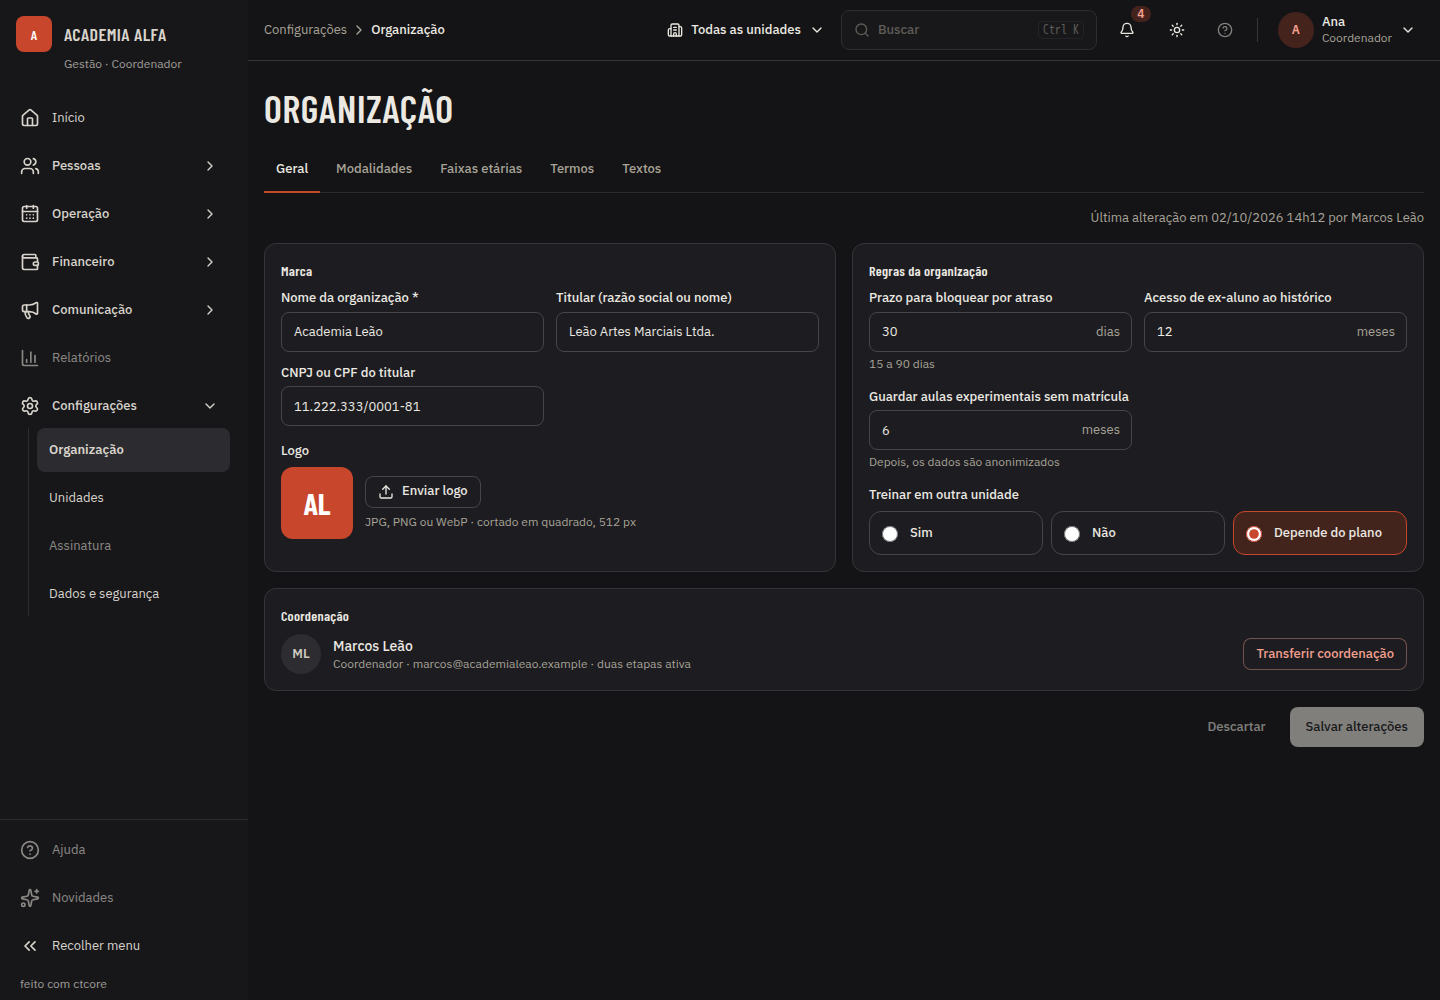 A
ACADEMIA ALFA
Gestão · Coordenador
Início
Pessoas
Operação
Financeiro
Comunicação
Relatórios
Configurações
Organização
Unidades
Assinatura
Dados e segurança
Ajuda
Novidades
Recolher menu
feito com ctcore
Configurações > Organização
Todas as unidades
Buscar
Ctrl K
4
A
Ana
Coordenador
ORGANIZAÇÃO
Geral Modalidades Faixas etárias Termos Textos
Última alteração em 02/10/2026 14h12 por Marcos Leão
Marca
Nome da organização * Titular (razão social ou nome)
Academia Leão Leão Artes Marciais Ltda.
CNPJ ou CPF do titular
11.222.333/0001-81
Logo
AL
Enviar logo
JPG, PNG ou WebP · cortado em quadrado, 512 px
Regras da organização
Prazo para bloquear por atraso Acesso de ex-aluno ao histórico
30 dias 12 meses
15 a 90 dias
Guardar aulas experimentais sem matrícula
6 meses
Depois, os dados são anonimizados
Treinar em outra unidade
Sim Não Depende do plano
Coordenação
ML
Marcos Leão
Coordenador · marcos@academialeao.example · duas etapas ativa
Transferir coordenação
Descartar Salvar alterações